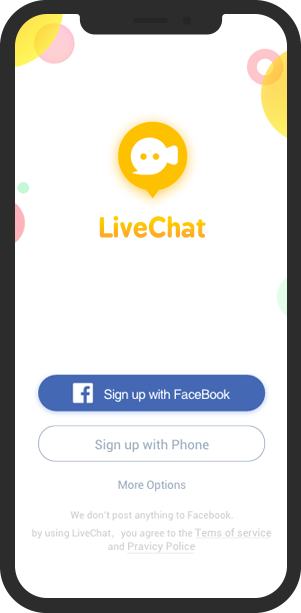 LiveChat
Sign up with FaceBook
Sign up with Phone
More Options
We don't post anything to Facebook.
by using LiveChat, you agree to the Tems of service
and Pravicy Police